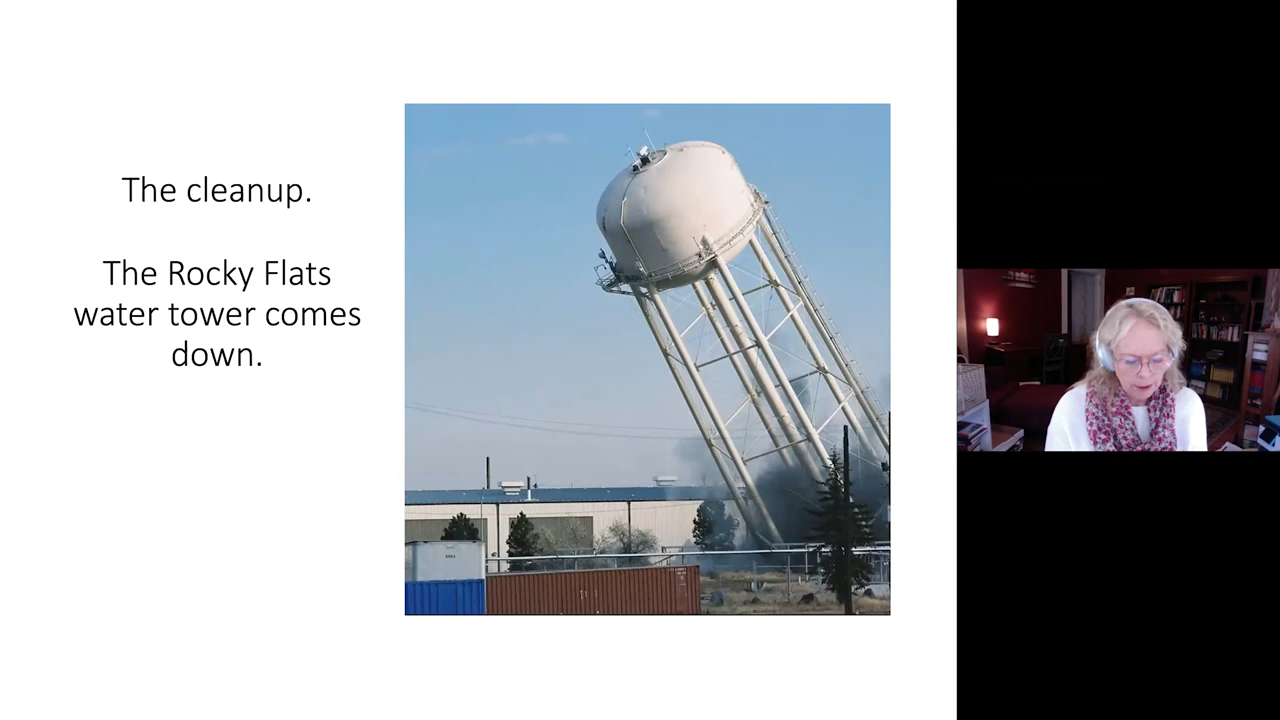 The cleanup.
The Rocky Flats
water tower comes
down.